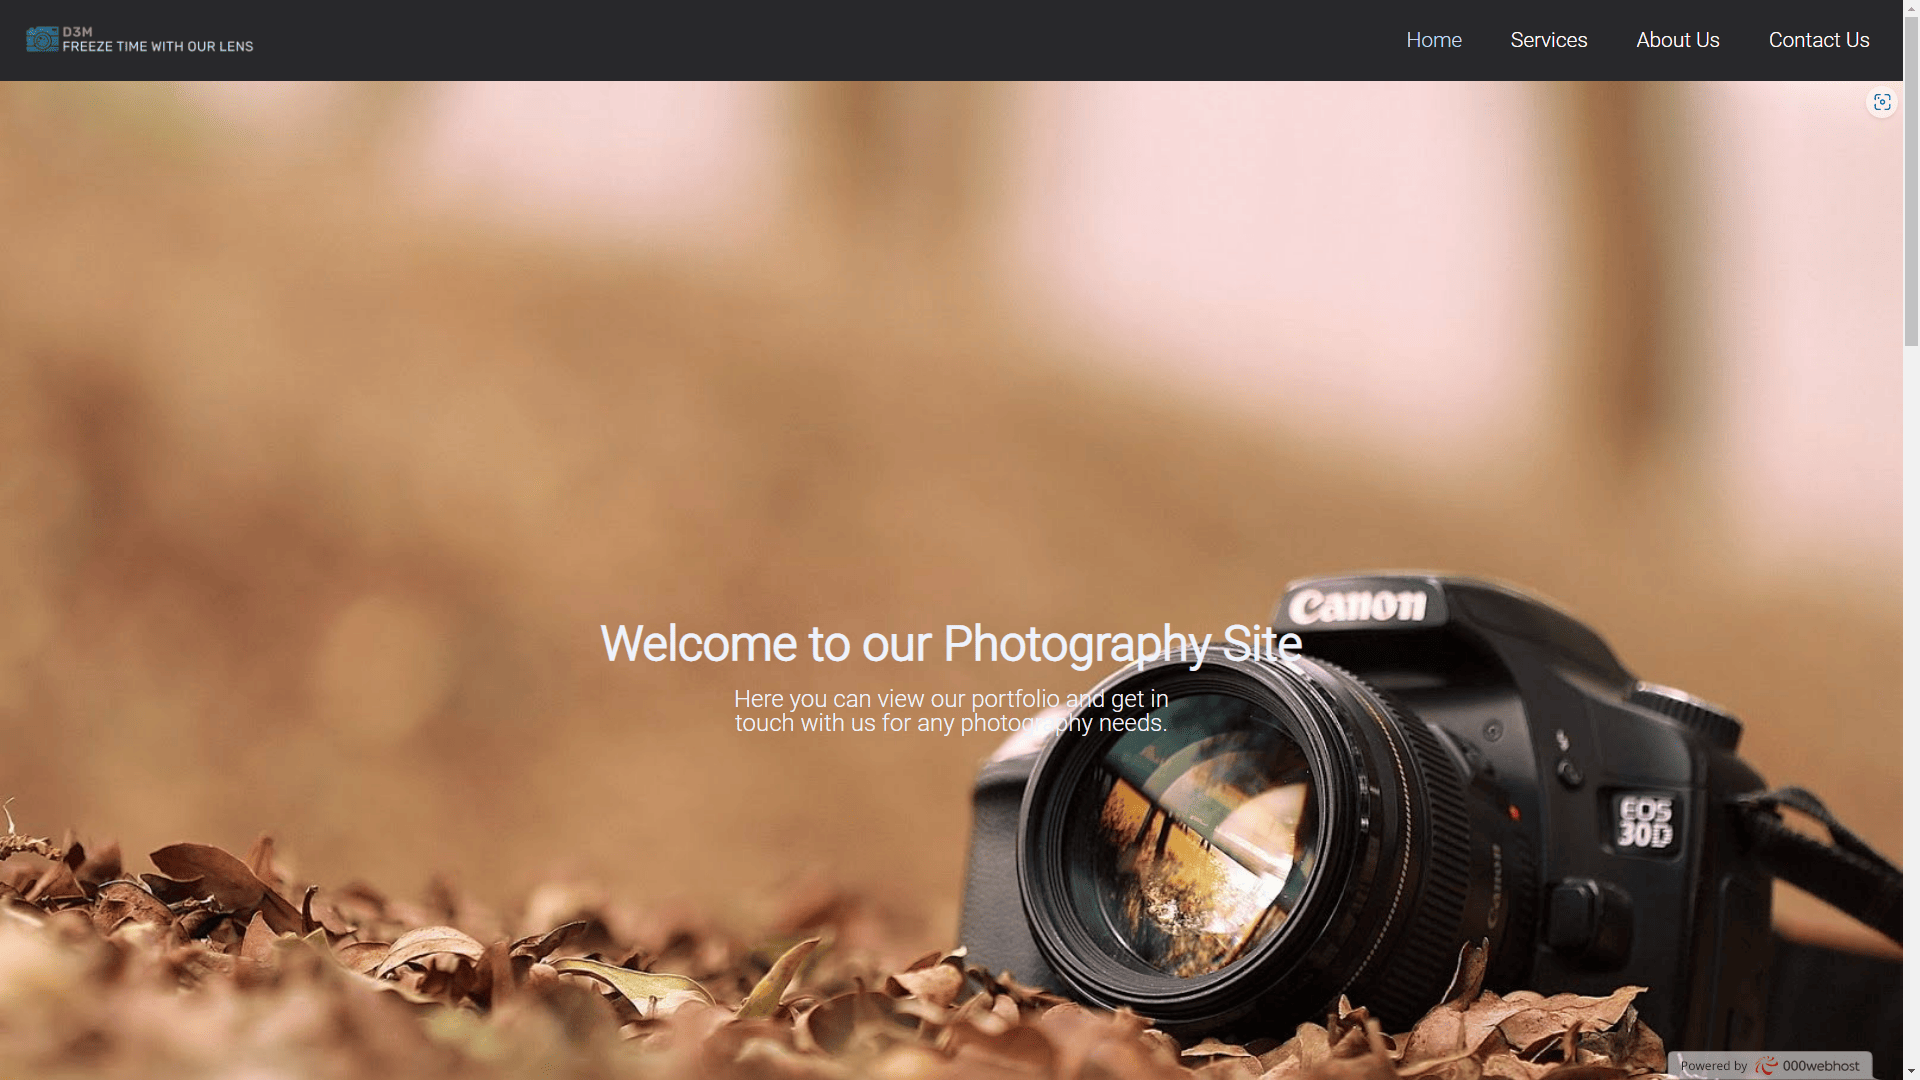 D3M
FREEZE TIME WITH OUR LENS
Home
Services
About Us
Contact Us
Canon
Welcome to our Photography Site
Here you can view our portfolio and get in
touch with us for any photography needs.
EOS
30D
Canon
Powered by 000webhost